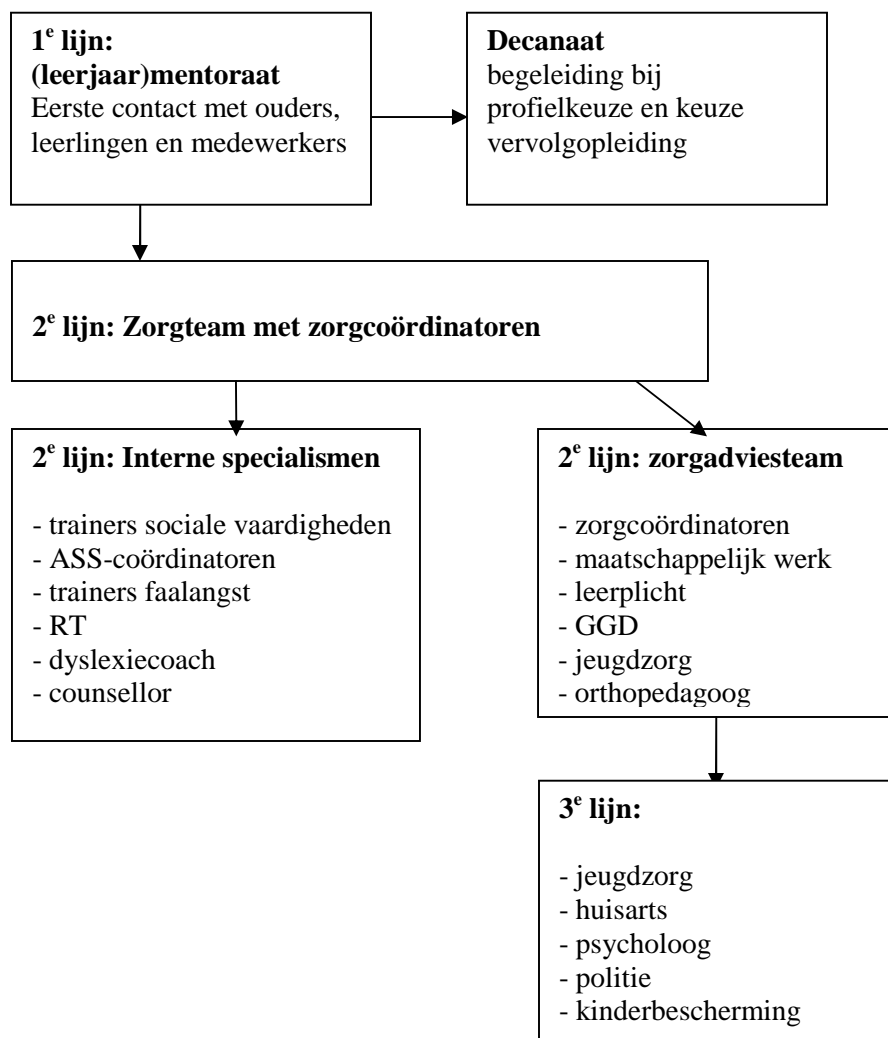 1e lijn:
(leerjaar)mentoraat
Eerste contact met ouders,
leerlingen en medewerkers
Decanaat
begeleiding bij
profielkeuze en keuze
vervolgopleiding
2e lijn: Zorgteam met zorgcoördinatoren
2e lijn: Interne specialismen
- trainers sociale vaardigheden
- ASS-coördinatoren
- trainers faalangst
- RT
- dyslexiecoach
- counsellor
2e lijn: zorgadviesteam
- zorgcoördinatoren
- maatschappelijk werk
- leerplicht
- GGD
- jeugdzorg
- orthopedagoog
3e lijn:
- jeugdzorg
- huisarts
- psycholoog
- politie
- kinderbescherming